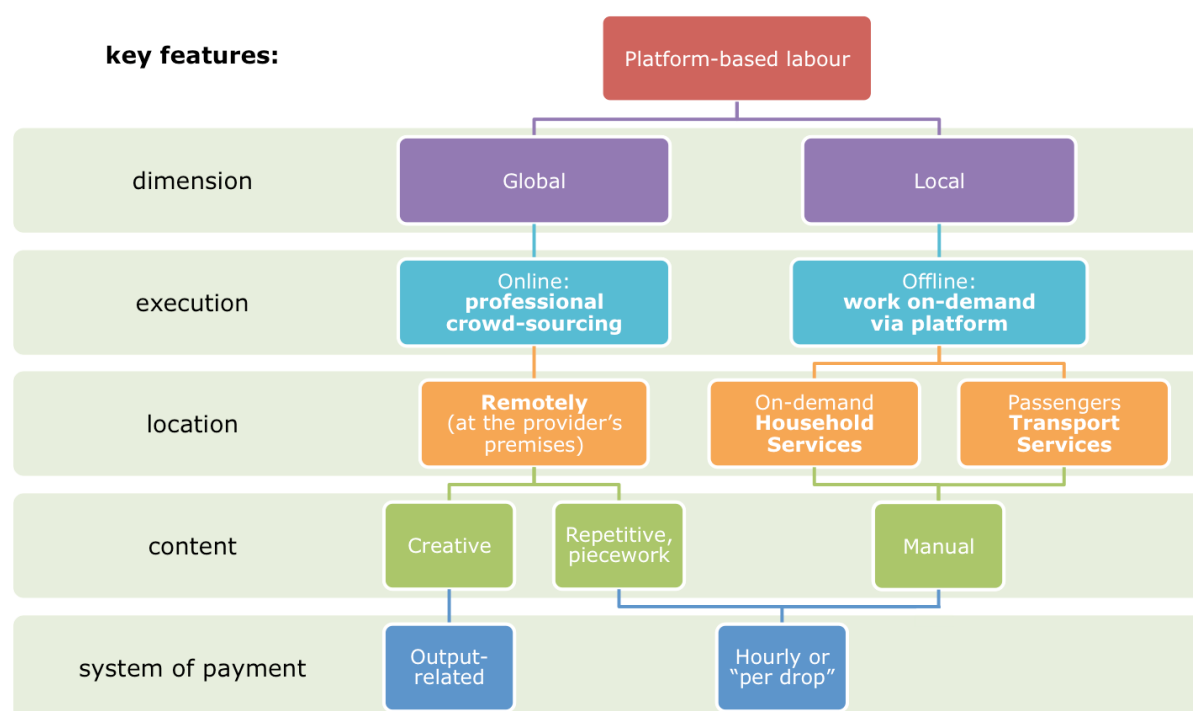 key features:
Platform-based labour
dimension
Global
Local
execution
Online:
professional
crowd-sourcing
Offline:
work on-demand
via platform
location
Remotely
(at the provider’s
premises)
On-demand
Household
Services
Passengers
Transport
Services
content
Creative
Repetitive,
piecework
Manual
system of payment
Output-
related
Hourly or
“per drop”